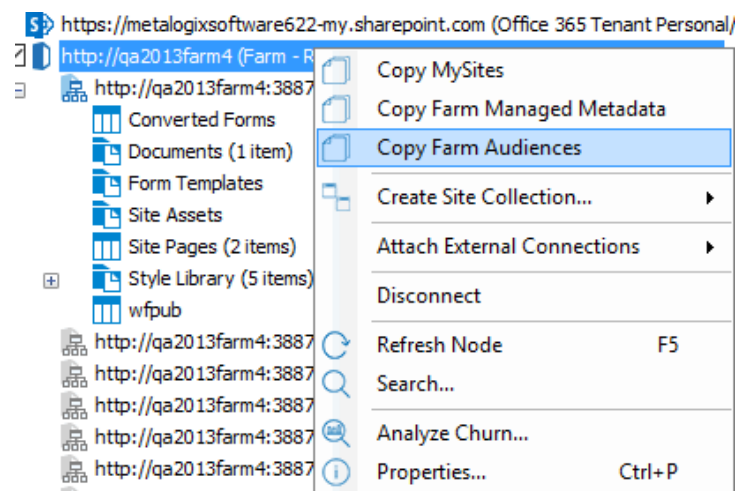 https://metalogixsoftware622-my.sharepoint.com (Office 365 Tenant Personal/
http://qa2013farm4 (Farm - R
http://qa2013farm4:3887
Converted Forms
Documents (1 item)
Form Templates
Site Assets
Site Pages (2 items)
Style Library (5 items)
wfpub
http://qa2013farm4:3887
http://qa2013farm4:3887
http://qa2013farm4:3887
http://qa2013farm4:3887
http://qa2013farm4:3887
Copy MySites
Copy Farm Managed Metadata
Copy Farm Audiences
Create Site Collection...
Attach External Connections
Disconnect
Refresh Node F5
Search...
Analyze Churn...
Properties... Ctrl+P